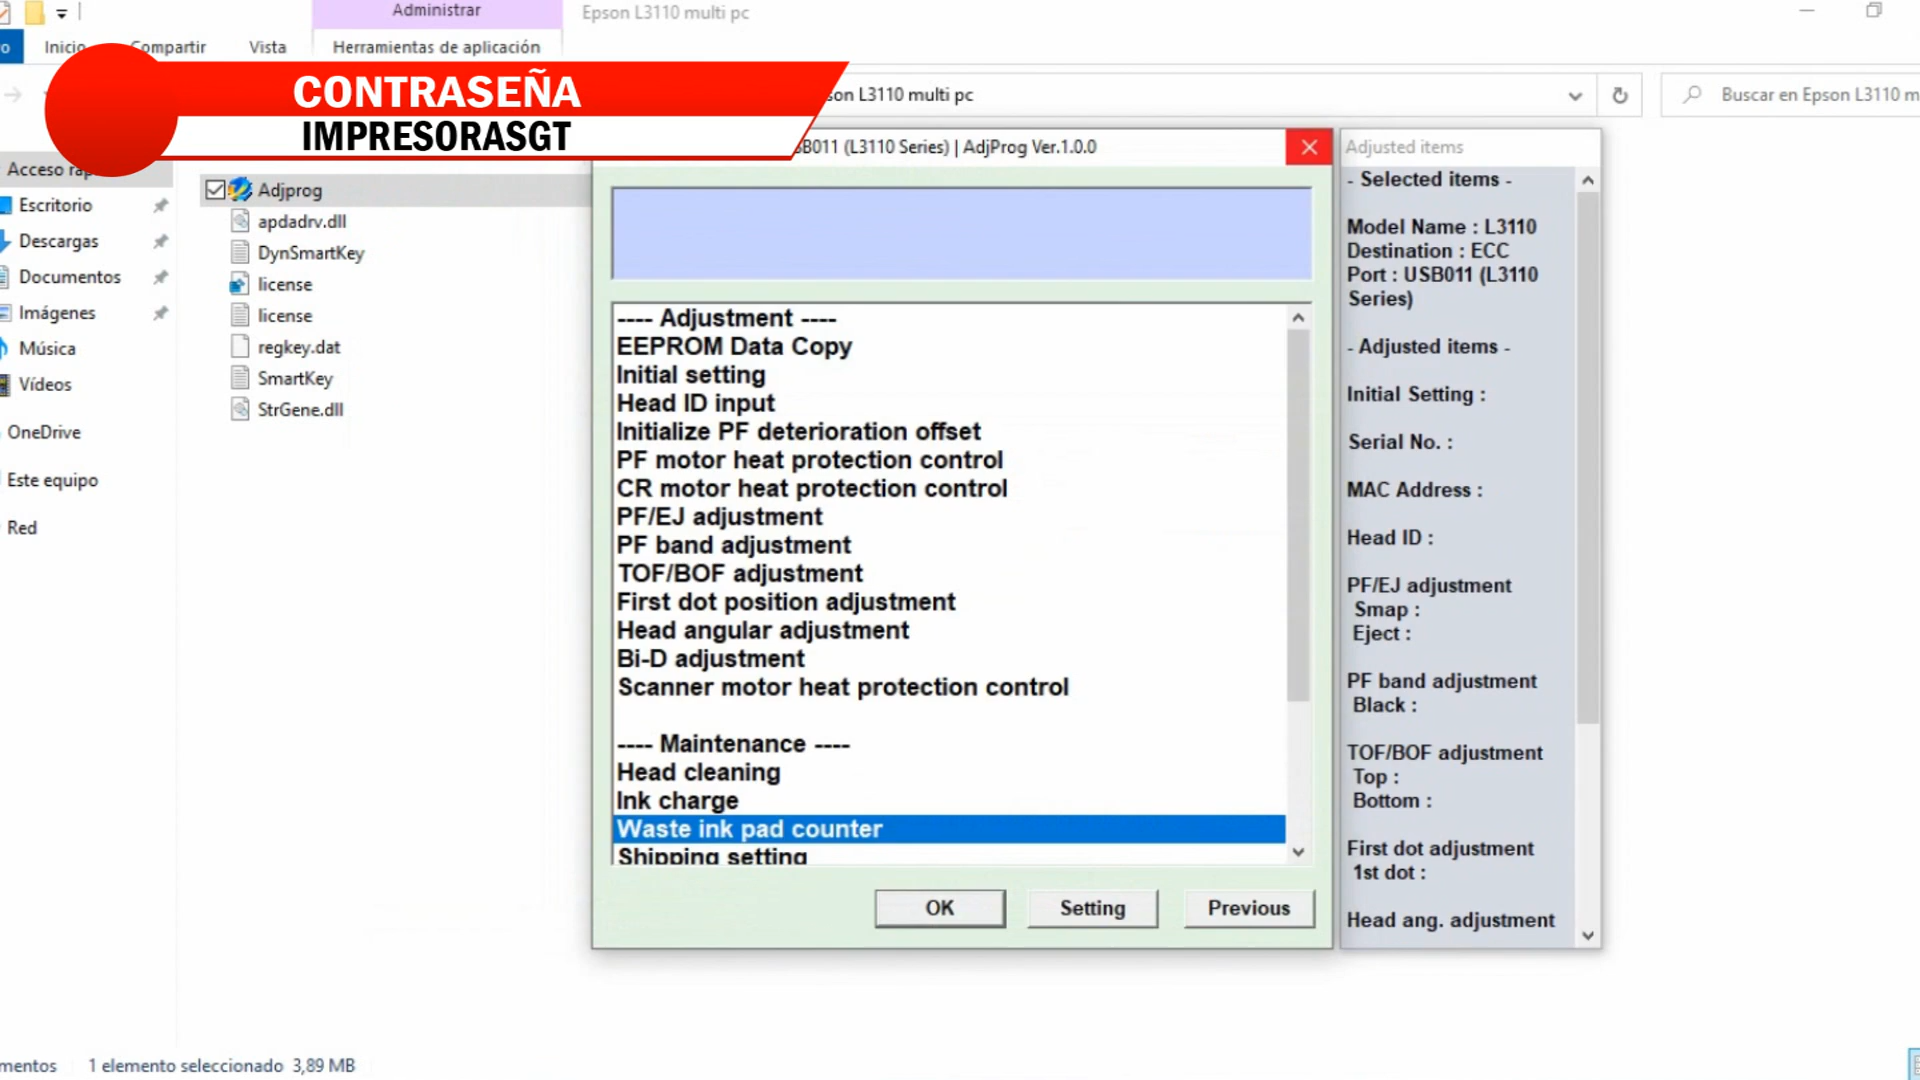 Administrar
Epson L3110 multi pc
Inicio
Compartir
Vista
Herramientas de aplicación
CONTRASEÑA
IMPRESORASGT
son L3110 multi pc
Buscar en Epson L3110 m
Acceso ráp
Escritorio
Descargas
Documentos
Imágenes
Música
Vídeos
OneDrive
Este equipo
Red
Adjprog
apdadrv.dll
DynSmartKey
license
license
regkey.dat
SmartKey
StrGene.dll
SB011 (L3110 Series) | AdjProg Ver.1.0.0
---- Adjustment ----
EEPROM Data Copy
Initial setting
Head ID input
Initialize PF deterioration offset
PF motor heat protection control
CR motor heat protection control
PF/EJ adjustment
PF band adjustment
TOF/BOF adjustment
First dot position adjustment
Head angular adjustment
Bi-D adjustment
Scanner motor heat protection control
---- Maintenance ----
Head cleaning
Ink charge
Waste ink pad counter
Shipping setting
OK
Setting
Previous
Adjusted items
- Selected items -
Model Name : L3110
Destination : ECC
Port : USB011 (L3110
Series)
- Adjusted items -
Initial Setting :
Serial No. :
MAC Address :
Head ID :
PF/EJ adjustment
Smap :
Eject :
PF band adjustment
Black :
TOF/BOF adjustment
Top :
Bottom :
First dot adjustment
1st dot :
Head ang. adjustment
mentos
1 elemento seleccionado 3,89 MB